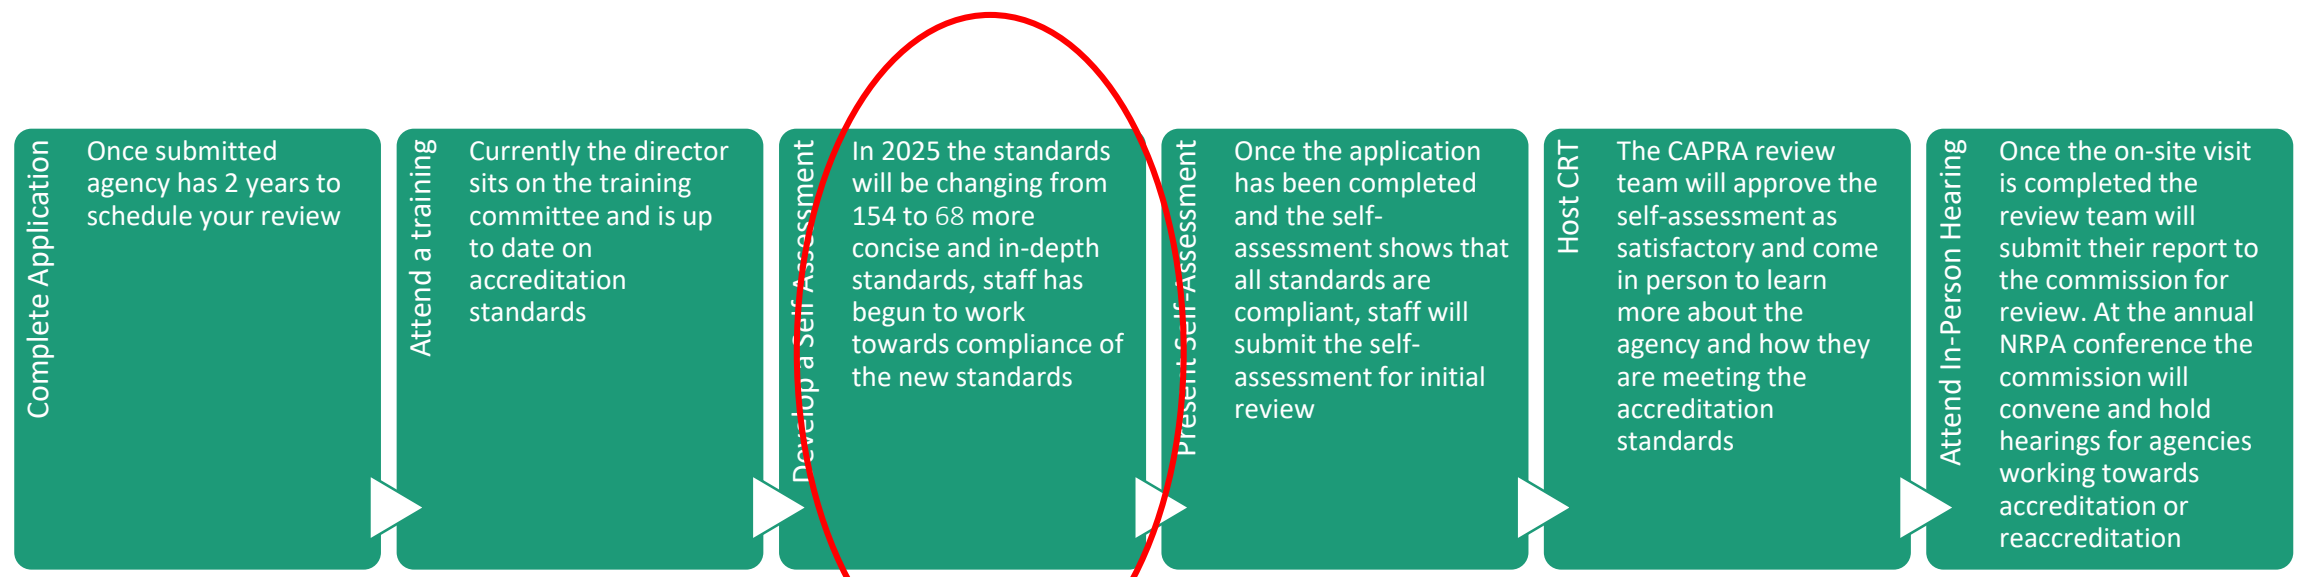 Complete Application
Once submitted
agency has 2 years to
schedule your review
Attend a training
Currently the director
sits on the training
committee and is up
to date on
accreditation
standards
Develop a Self Assessment
In 2025 the standards
will be changing from
154 to 68 more
concise and in-depth
standards, staff has
begun to work
towards compliance of
the new standards
Present Self-Assessment
Once the application
has been completed
and the self-
assessment shows that
all standards are
compliant, staff will
submit the self-
assessment for initial
review
Host CRT
The CAPRA review
team will approve the
self-assessment as
satisfactory and come
in person to learn
more about the
agency and how they
are meeting the
accreditation
standards
Attend In-Person Hearing
Once the on-site visit
is completed the
review team will
submit their report to
the commission for
review. At the annual
NRPA conference the
commission will
convene and hold
hearings for agencies
working towards
accreditation or
reaccreditation